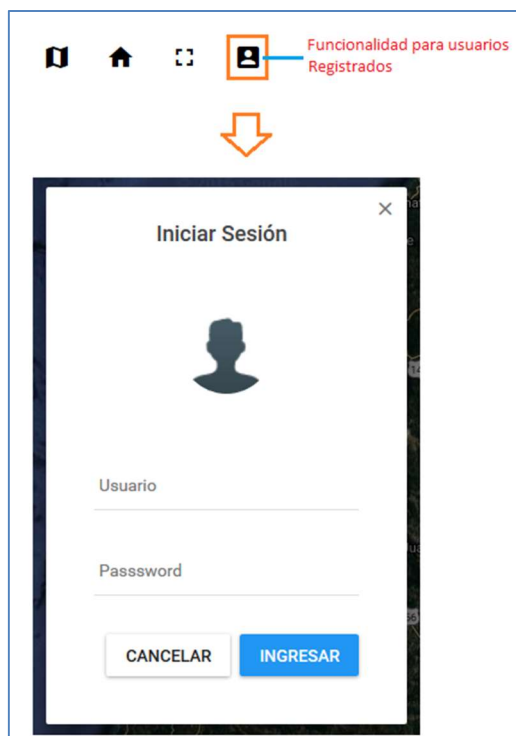 Funcionalidad para usuarios
Registrados
×
Iniciar Sesión
Usuario
Passsword
CANCELAR
INGRESAR